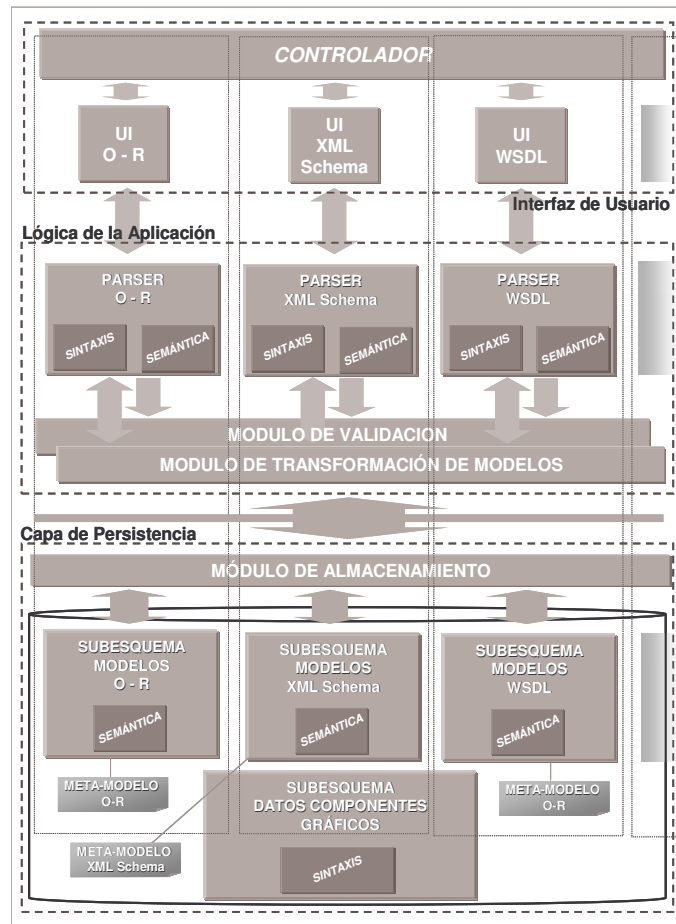 CONTROLADOR
UI
O - R
UI
XML
Schema
UI
WSDL
Interfaz de Usuario
Lógica de la Aplicación
PARSER
O - R
SINTAXIS
SEMÁNTICA
PARSER
XML Schema
SINTAXIS
SEMÁNTICA
PARSER
WSDL
SINTAXIS
SEMÁNTICA
MODULO DE VALIDACION
MODULO DE TRANSFORMACIÓN DE MODELOS
Capa de Persistencia
MÓDULO DE ALMACENAMIENTO
SUBESQUEMA
MODELOS
O - R
SEMÁNTICA
SUBESQUEMA
MODELOS
XML Schema
SEMÁNTICA
SUBESQUEMA
MODELOS
WSDL
SEMÁNTICA
META-MODELO
O-R
META-MODELO
O-R
SUBESQUEMA
DATOS COMPONENTES
GRÁFICOS
SINTAXIS
META-MODELO
XML Schema